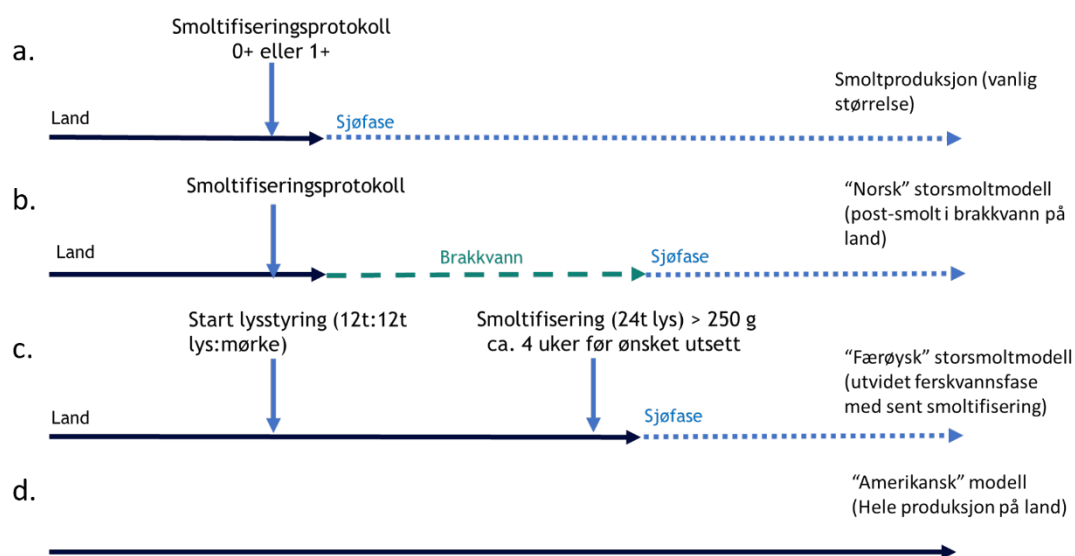 a.
Smoltifiseringsprotokoll
0+ eller 1+
Land
Sjøfase
Smoltproduksjon (vanlig
størrelse)
b.
Smoltifiseringsprotokoll
Land
Brakkvann
Sjøfase
“Norsk” storsmoltmodell
(post-smolt i brakkvann på
land)
c.
Start lysstyring (12t:12t
lys:mørke)
Smoltifisering (24t lys) > 250 g
ca. 4 uker før ønsket utsett
Land
Sjøfase
“Færøysk” storsmoltmodell
(utvidet ferskvannsfase
med sent smoltifisering)
d.
“Amerikansk” modell
(Hele produksjon på land)